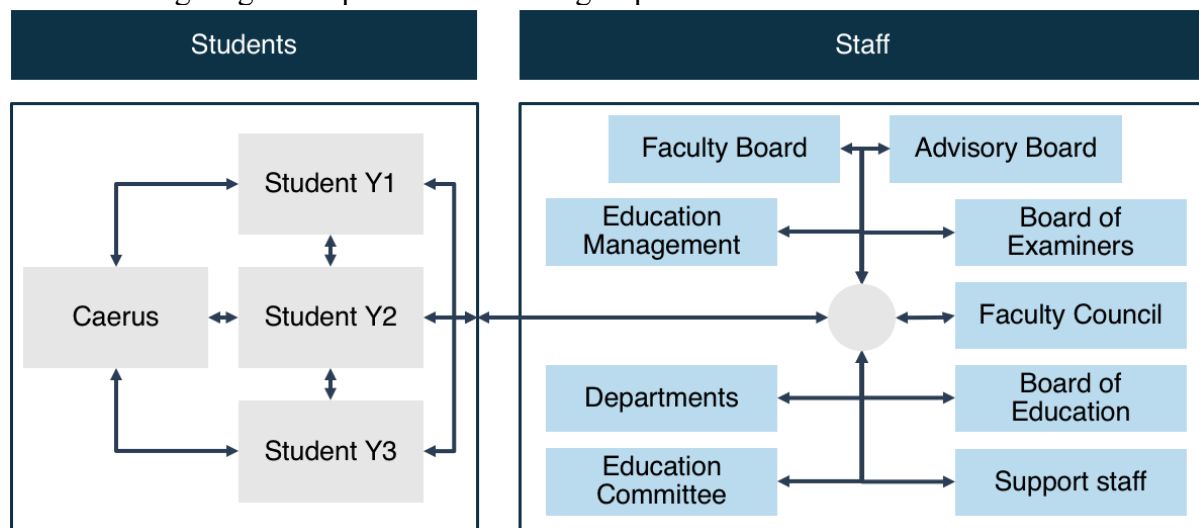 Students
Staff
Student Y1
Caerus
Student Y2
Student Y3
Faculty Board
Advisory Board
Education
Management
Board of
Examiners
Faculty Council
Departments
Board of
Education
Education
Committee
Support staff